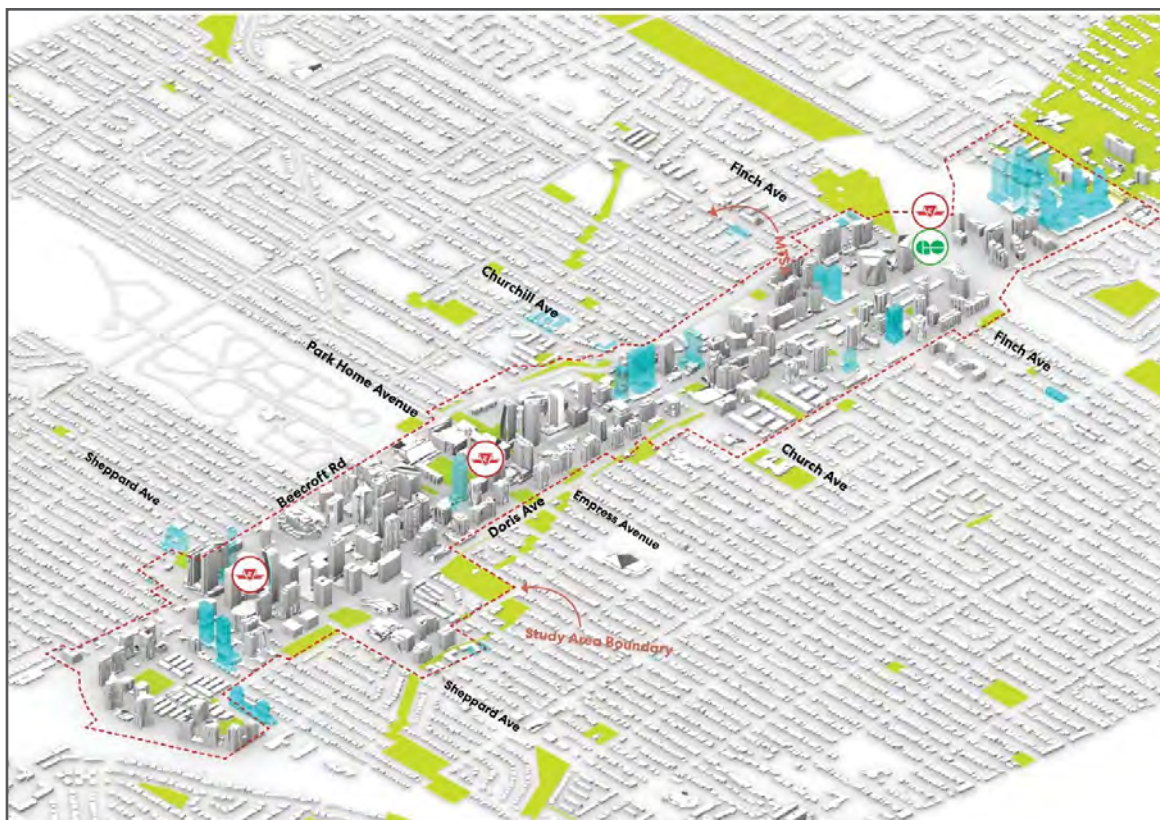 Finch Ave
MSP
Churchill Ave
Park Home Avenue
Finch Ave
Sheppard Ave
Beecroft Rd
Church Ave
Doris Ave
Empress Avenue
Study Area Boundary
Sheppard Ave
GO